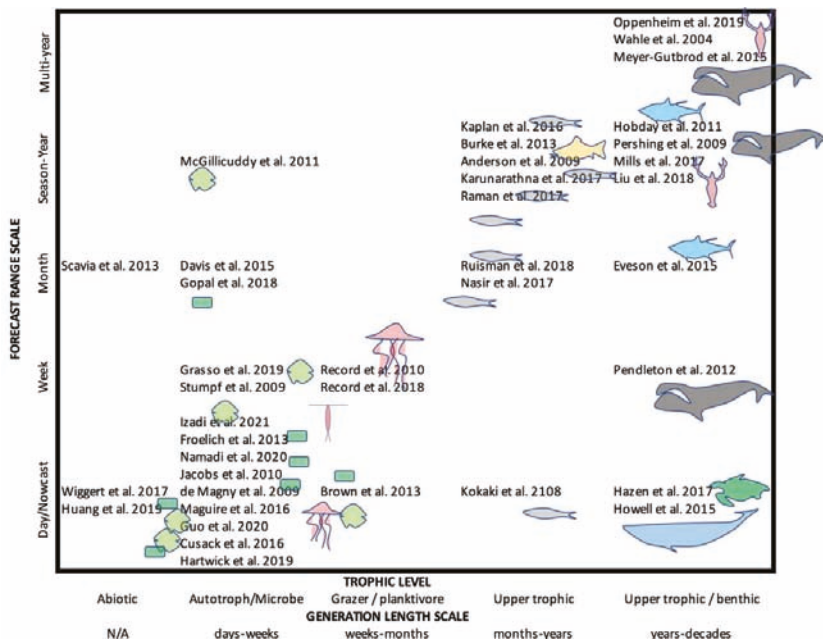 Oppenheim et al. 2019
Wahle et al. 2004
Meyer-Gutbrod et al. 2015
Multi-year
Kaplan et al. 2016
Hobday et al. 2011
Burke et al. 2013
Pershing et al. 2009
McGillicuddy et al. 2011
Anderson et al. 2009
Mills et al. 2017
Karunarathna et al. 2017
Liu et al. 2018
Raman et al. 2017
Season-Year
FORECAST RANGE SCALE
Scavia et al. 2013
Davis et al. 2015
Ruisman et al. 2018
Eveson et al. 2015
Gopal et al. 2018
Nasir et al. 2017
Month
Grasso et al. 2019
Record et al. 2010
Pendleton et al. 2012
Stumpf et al. 2009
Record et al. 2018
Week
Izadi et al. 2021
Froelich et al. 2013
Namadi et al. 2020
Jacobs et al. 2010
Wiggert et al. 2017
de Magny et al. 2009
Brown et al. 2013
Kokaki et al. 2108
Hazen et al. 2017
Huang et al. 2015
Maguire et al. 2016
Howell et al. 2015
Guo et al. 2020
Cusack et al. 2016
Hartwick et al. 2019
Day/Nowcast
TROPHIC LEVEL
Abiotic
Autotroph/Microbe
Grazer / planktivore
Upper trophic
Upper trophic / benthic
GENERATION LENGTH SCALE
N/A
days-weeks
weeks-months
months-years
years-decades